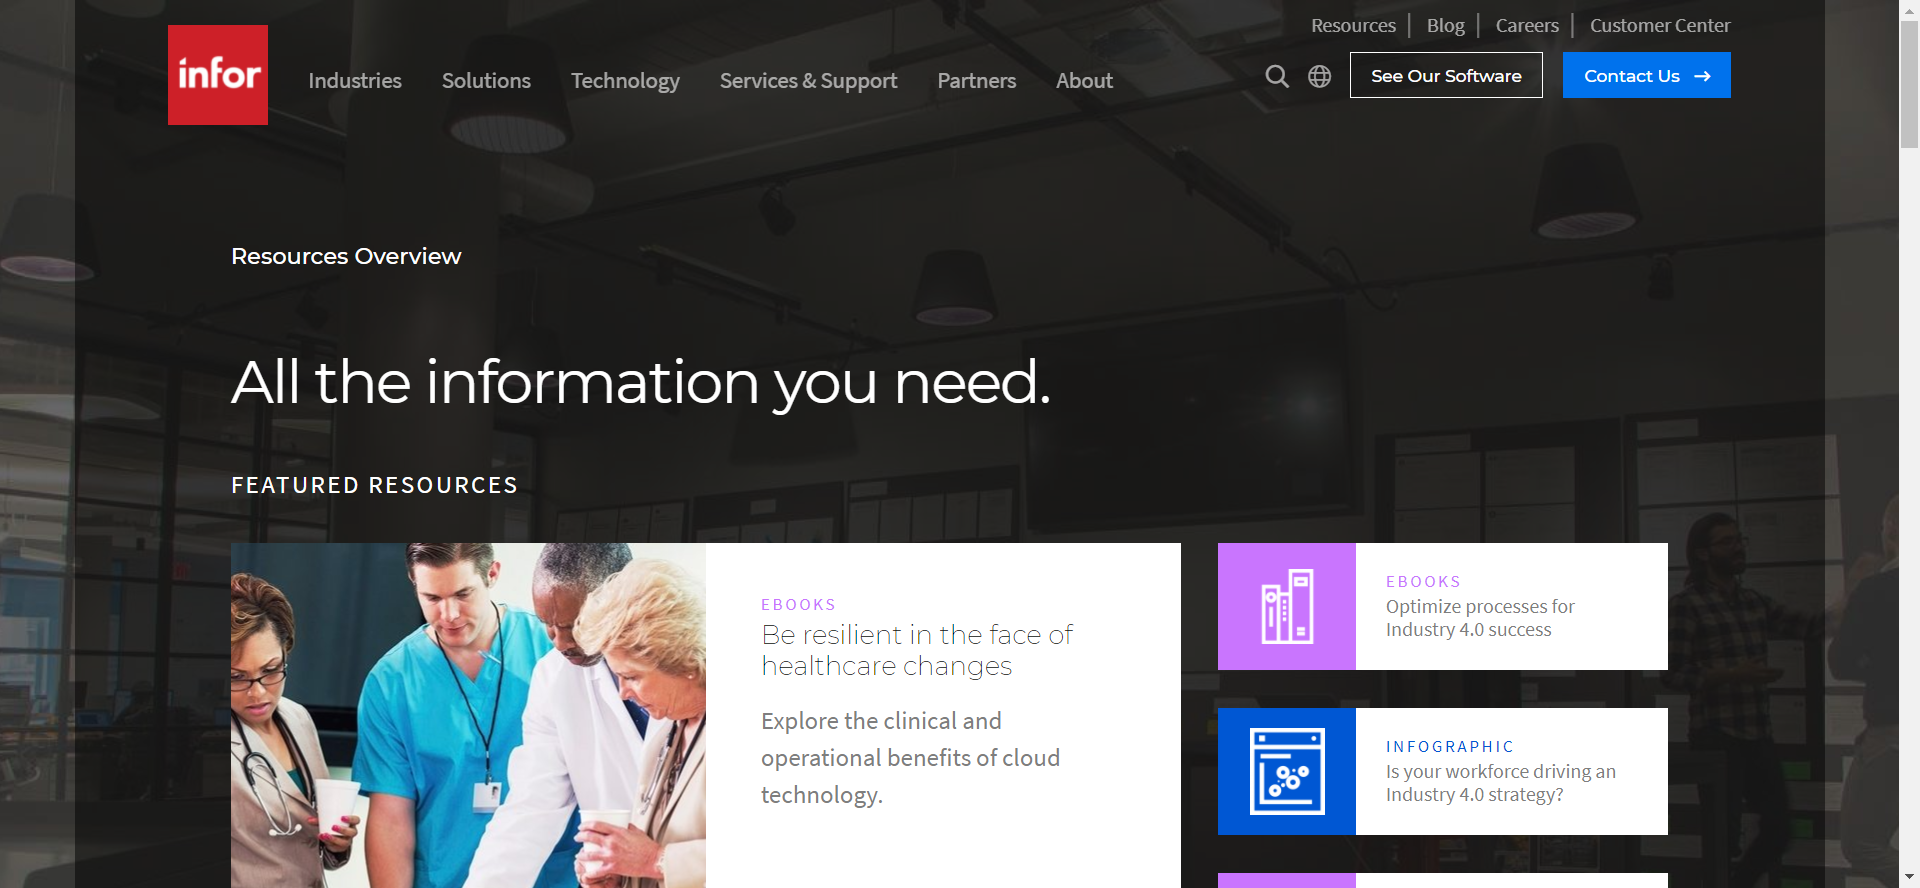 Resources
Blog
Careers
Customer Center
infor
Industries
Solutions
Technology
Services & Support
Partners
About
See Our Software
Contact Us →
Resources Overview
All the information you need.
FEATURED RESOURCES
EBOOKS
Be resilient in the face of
healthcare changes
Explore the clinical and
operational benefits of cloud
technology.
EBOOKS
Optimize processes for
Industry 4.0 success
INFOGRAPHIC
Is your workforce driving an
Industry 4.0 strategy?